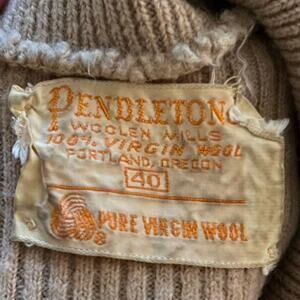 PENDLETON
WOOLEN MILLS
100% VIRGIN WOOL
PORTLAND, OREGON
40
PURE VIRGIN WOOL
®